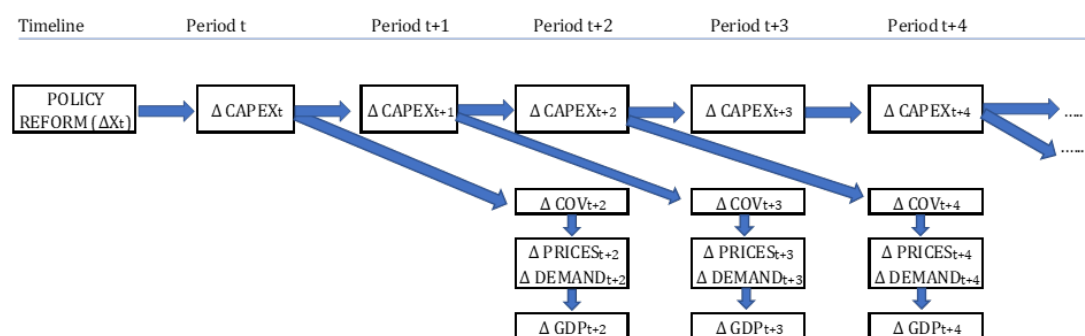 Timeline Period t Period t+1 Period t+2 Period t+3 Period t+4
POLICY
REFORM (ΔXt)
Δ CAPEXt
Δ CAPEXt+1
Δ CAPEXt+2
Δ CAPEXt+3
Δ CAPEXt+4
.....
......
Δ COVt+2
Δ COVt+3
Δ COVt+4
Δ PRICESt+2
Δ DEMANDt+2
Δ PRICESt+3
Δ DEMANDt+3
Δ PRICESt+4
Δ DEMANDt+4
Δ GDPt+2
Δ GDPt+3
Δ GDPt+4